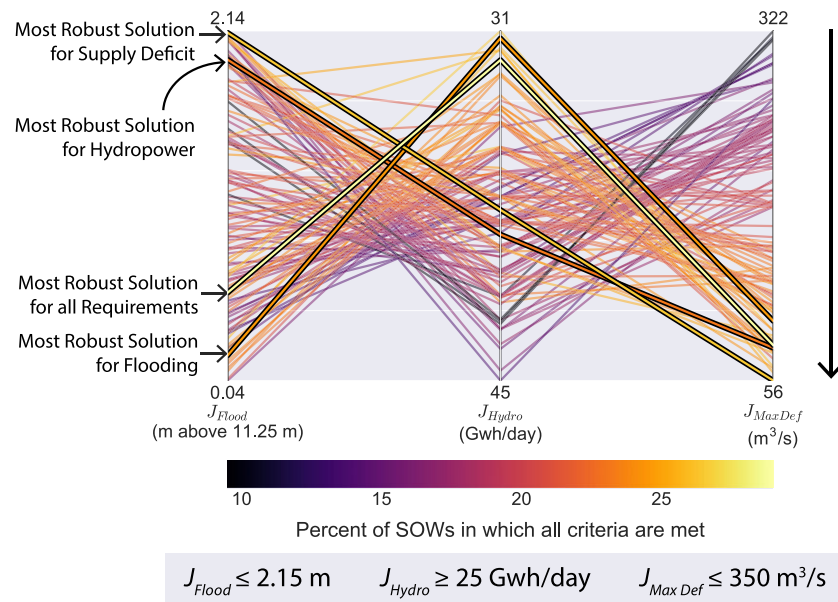 2.14
31
322
Most Robust Solution
for Supply Deficit
Most Robust Solution
for Hydropower
Most Robust Solution
for all Requirements
Most Robust Solution
for Flooding
0.04
45
56
J_Flood
J_Hydro
J_MaxDef
(m above 11.25 m)
(Gwh/day)
(m³/s)
10
15
20
25
Percent of SOWs in which all criteria are met
J_Flood ≤ 2.15 m J_Hydro ≥ 25 Gwh/day J_Max Def ≤ 350 m³/s